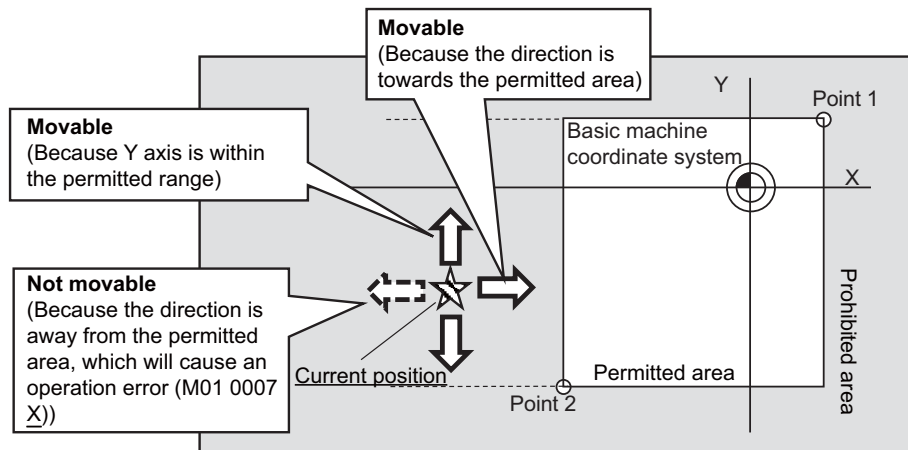 Movable
(Because the direction is
towards the permitted area)
Y
Point 1
Movable
(Because Y axis is within
the permitted range)
Basic machine
coordinate system
X
Not movable
(Because the direction is
away from the permitted
area, which will cause an
operation error (M01 0007
X))
Current position
Permitted area
Point 2
Prohibited area